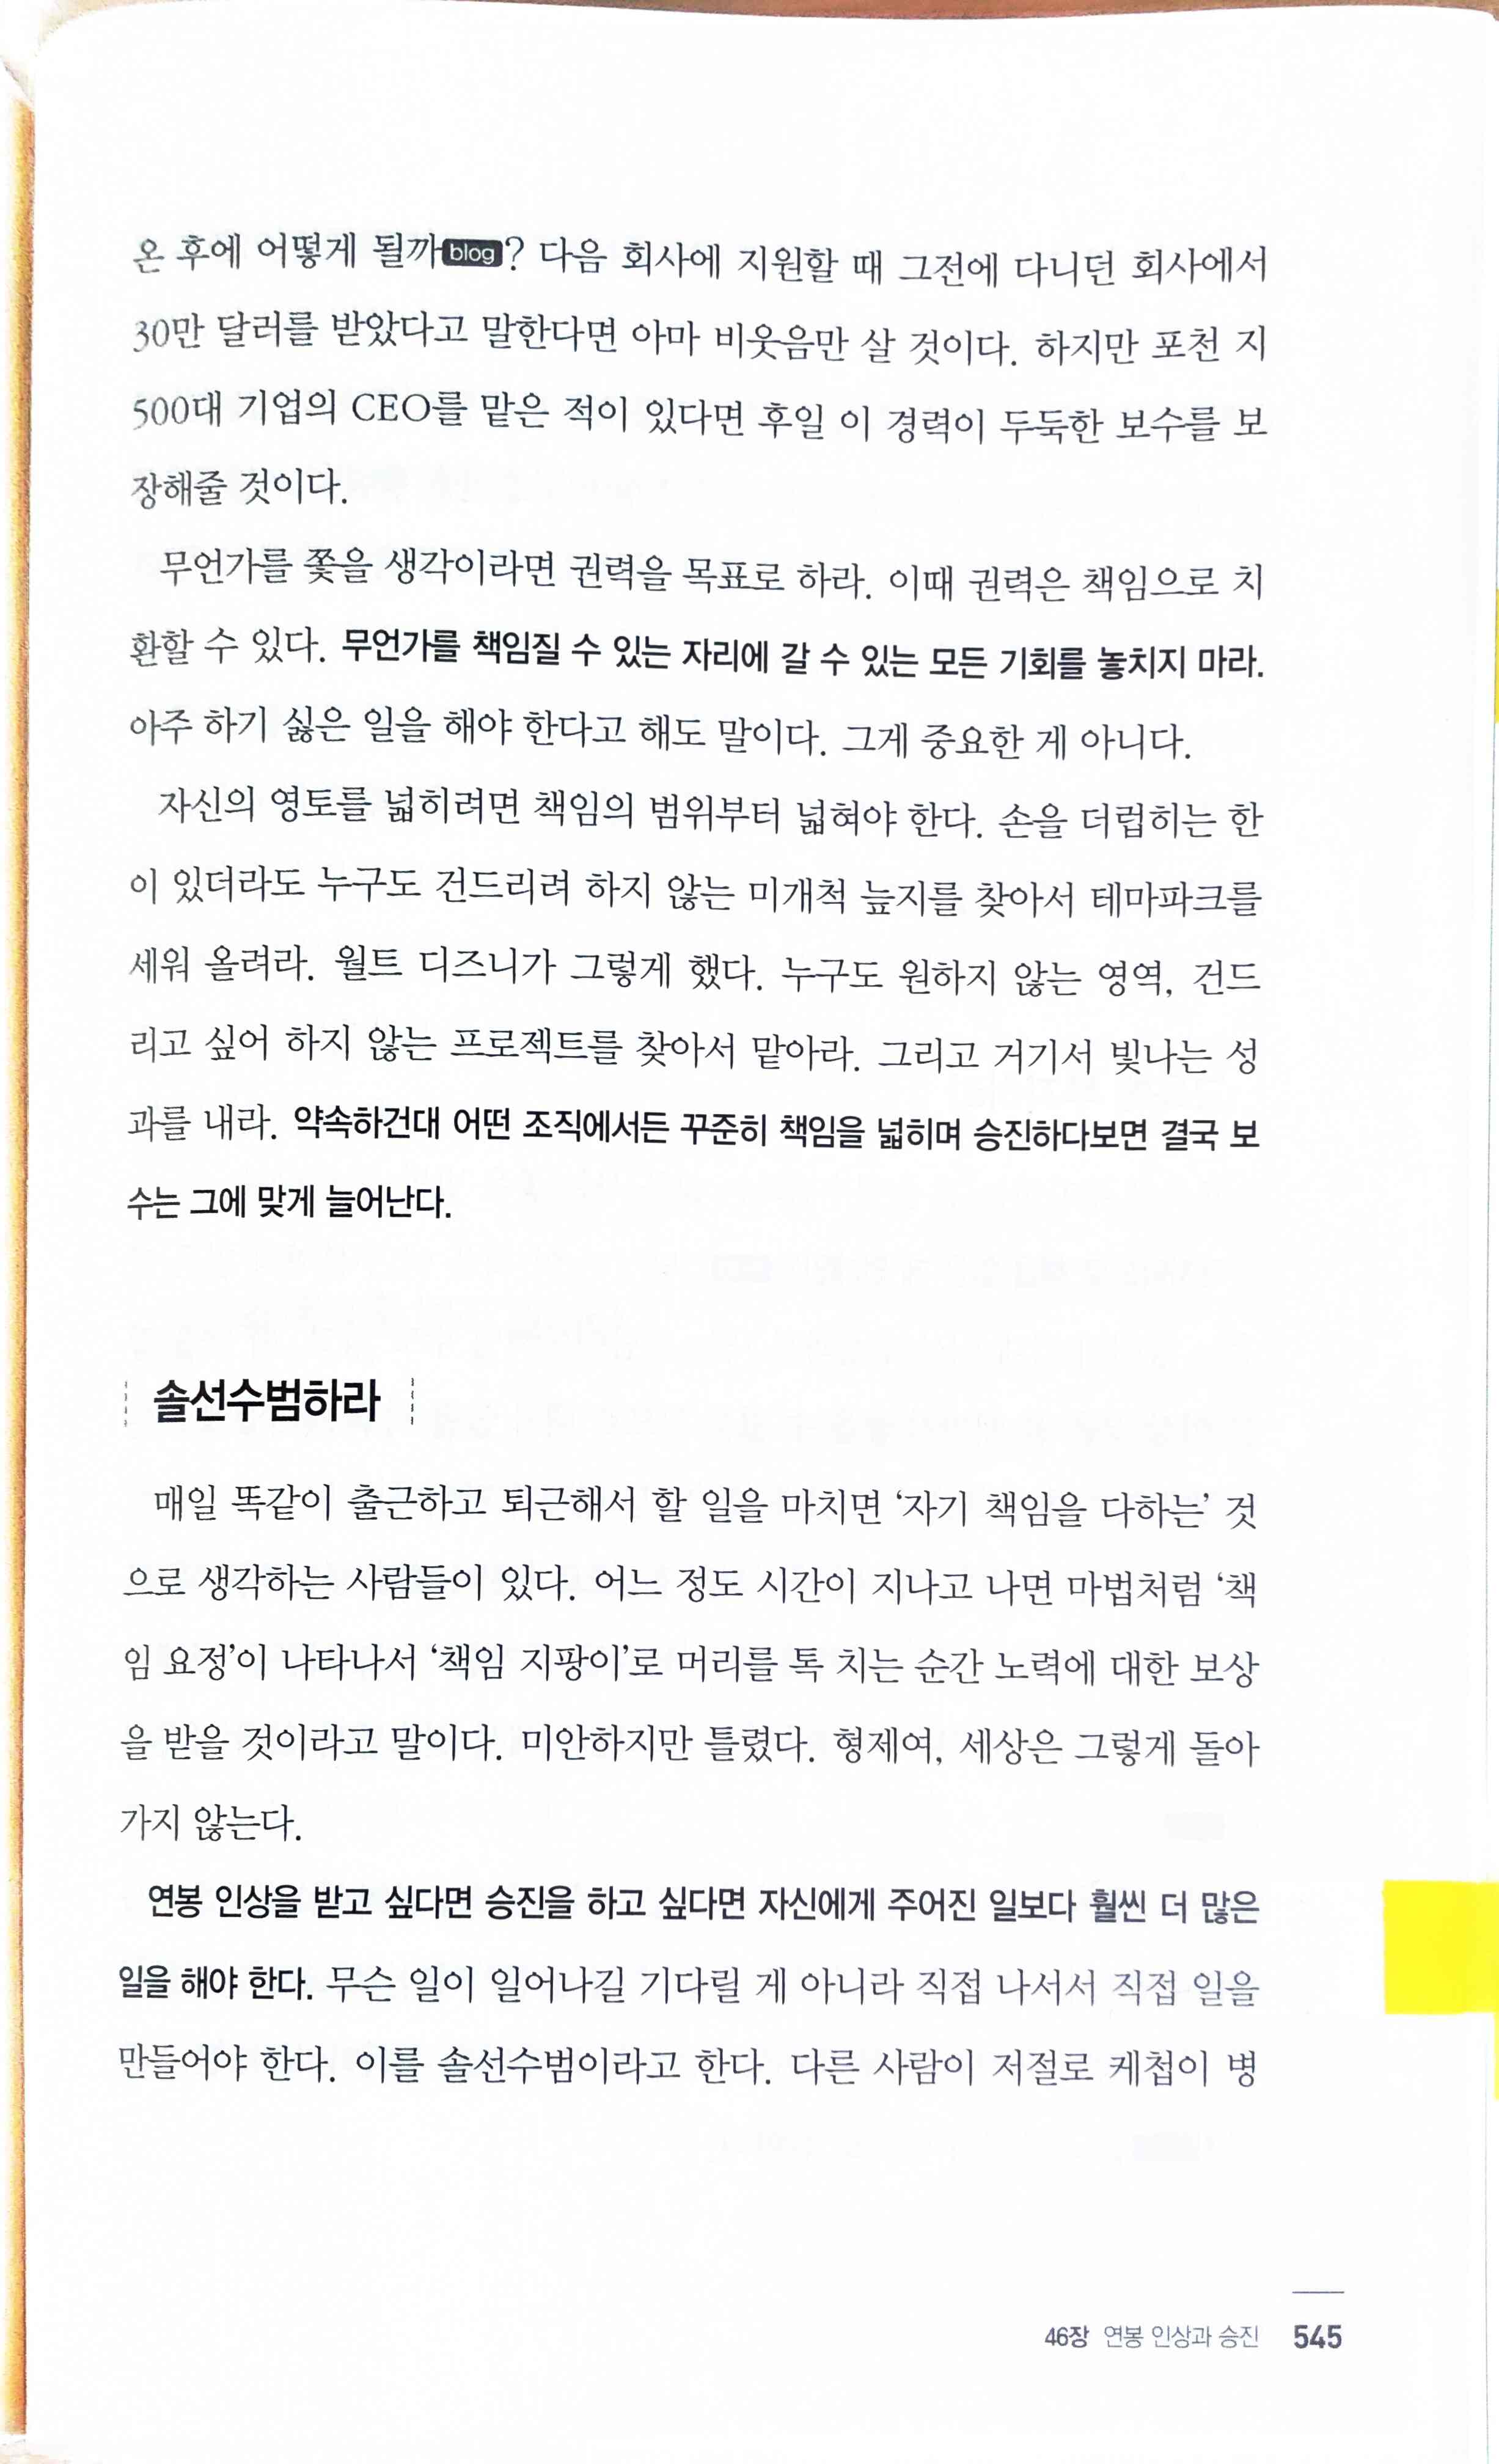 온 후에 어떻게 될까blog? 다음 회사에 지원할 때 그전에 다니던 회사에서
30만 달러를 받았다고 말한다면 아마 비웃음만 살 것이다. 하지만 포천 지
500대 기업의 CEO를 맡은 적이 있다면 후일 이 경력이 두둑한 보수를 보
장해줄 것이다.
무언가를 쫓을 생각이라면 권력을 목표로 하라. 이때 권력은 책임으로 치
환할 수 있다. 무언가를 책임질 수 있는 자리에 갈 수 있는 모든 기회를 놓치지 마라.
아주 하기 싫은 일을 해야 한다고 해도 말이다. 그게 중요한 게 아니다.
자신의 영토를 넓히려면 책임의 범위부터 넓혀야 한다. 손을 더럽히는 한
이 있더라도 누구도 건드리려 하지 않는 미개척 늪지를 찾아서 테마파크를
세워 올려라. 월트 디즈니가 그렇게 했다. 누구도 원하지 않는 영역, 건드
리고 싶어 하지 않는 프로젝트를 찾아서 맡아라. 그리고 거기서 빛나는 성
과를 내라. 약속하건대 어떤 조직에서든 꾸준히 책임을 넓히며 승진하다보면 결국 보
수는 그에 맞게 늘어난다.
솔선수범하라
매일 똑같이 출근하고 퇴근해서 할 일을 마치면 ‘자기 책임을 다하는’ 것
으로 생각하는 사람들이 있다. 어느 정도 시간이 지나고 나면 마법처럼 ‘책
임 요정’이 나타나서 ‘책임 지팡이’로 머리를 톡 치는 순간 노력에 대한 보상
을 받을 것이라고 말이다. 미안하지만 틀렸다. 형제여, 세상은 그렇게 돌아
가지 않는다.
연봉 인상을 받고 싶다면 승진을 하고 싶다면 자신에게 주어진 일보다 훨씬 더 많은
일을 해야 한다. 무슨 일이 일어나길 기다릴 게 아니라 직접 나서서 직접 일을
만들어야 한다. 이를 솔선수범이라고 한다. 다른 사람이 저절로 케첩이 병
46장 연봉 인상과 승진 545